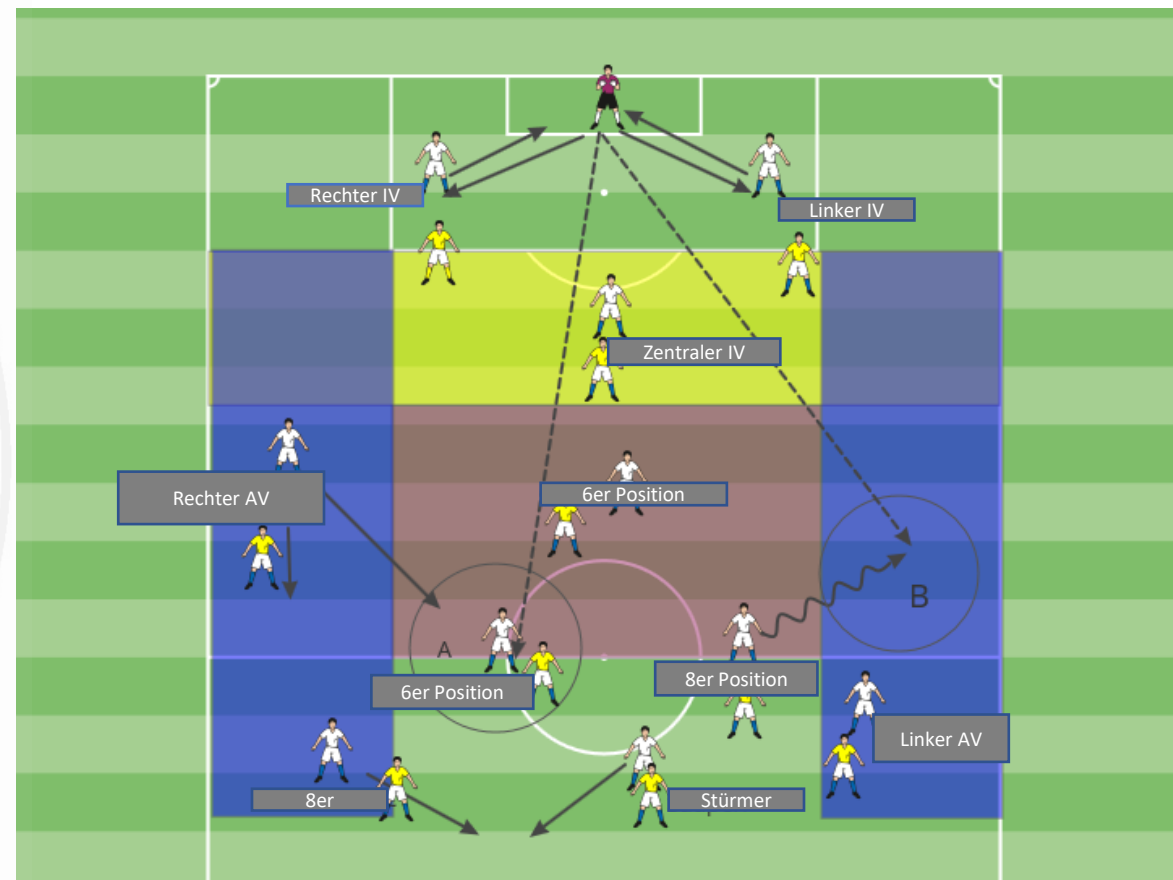 Rechter IV
Linker IV
Zentraler IV
Rechter AV
6er Position
B
A
6er Position
8er Position
Linker AV
8er
Stürmer